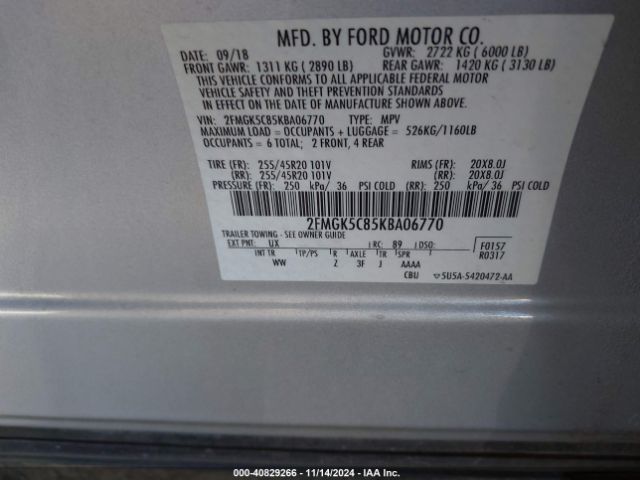 MFD. BY FORD MOTOR CO.
DATE: 09/18 GVWR: 2722 KG ( 6000 LB)
FRONT GAWR: 1311 KG ( 2890 LB) REAR GAWR: 1420 KG ( 3130 LB)
THIS VEHICLE CONFORMS TO ALL APPLICABLE FEDERAL MOTOR
VEHICLE SAFETY AND THEFT PREVENTION STANDARDS
IN EFFECT ON THE DATE OF MANUFACTURE SHOWN ABOVE.
VIN: 2FMGK5C85KBA06770 TYPE: MPV
MAXIMUM LOAD = OCCUPANTS + LUGGAGE = 526KG/1160LB
OCCUPANTS = 6 TOTAL; 2 FRONT, 4 REAR
TIRE (FR): 255/45R20 101V RIMS (FR): 20X8.0J
(RR): 255/45R20 101V (RR): 20X8.0J
PRESSURE (FR): 250 kPa/ 36 PSI COLD (RR): 250 kPa/ 36 PSI COLD
2FMGK5C85KBA06770
TRAILER TOWING - SEE OWNER GUIDE
EXT PNT: UX RC: 89 DSO: F0157
INT TR TP/PS R AXLE TR SPR R0317
WW Z 3F J AAAA
CBU 5U5A-5420472-AA
000-40829266 - 11/14/2024 - IAA Inc.